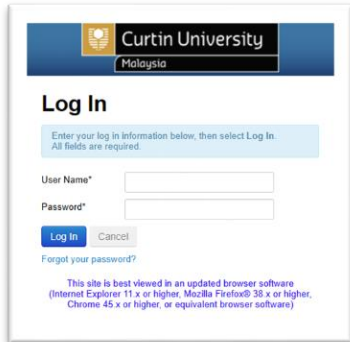 Curtin University
Malaysia
Log In
Enter your log in information below, then select Log In.
All fields are required.
User Name*
Password*
Log In Cancel
Forgot your password?
This site is best viewed in an updated browser software
(Internet Explorer 11.x or higher, Mozilla Firefox® 38.x or higher,
Chrome 45.x or higher, or equivalent browser software)